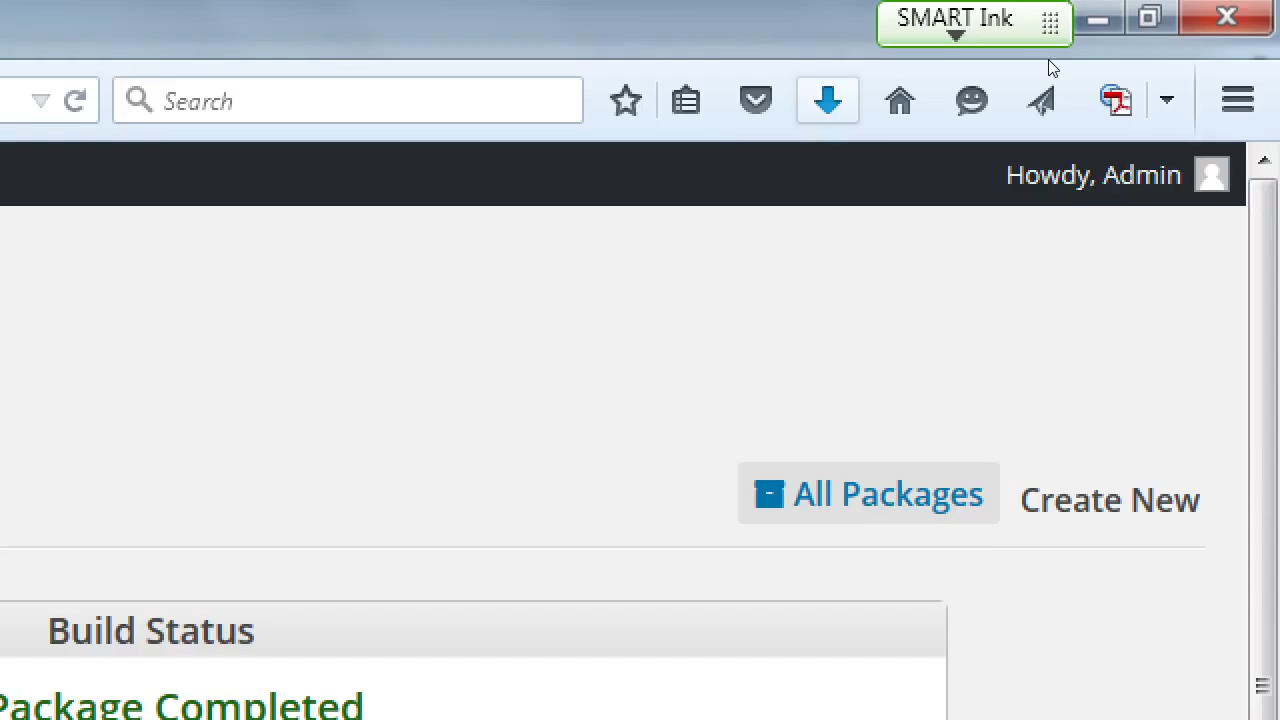 SMART Ink
Search
Howdy, Admin
All Packages
Create New
Build Status
Package Completed